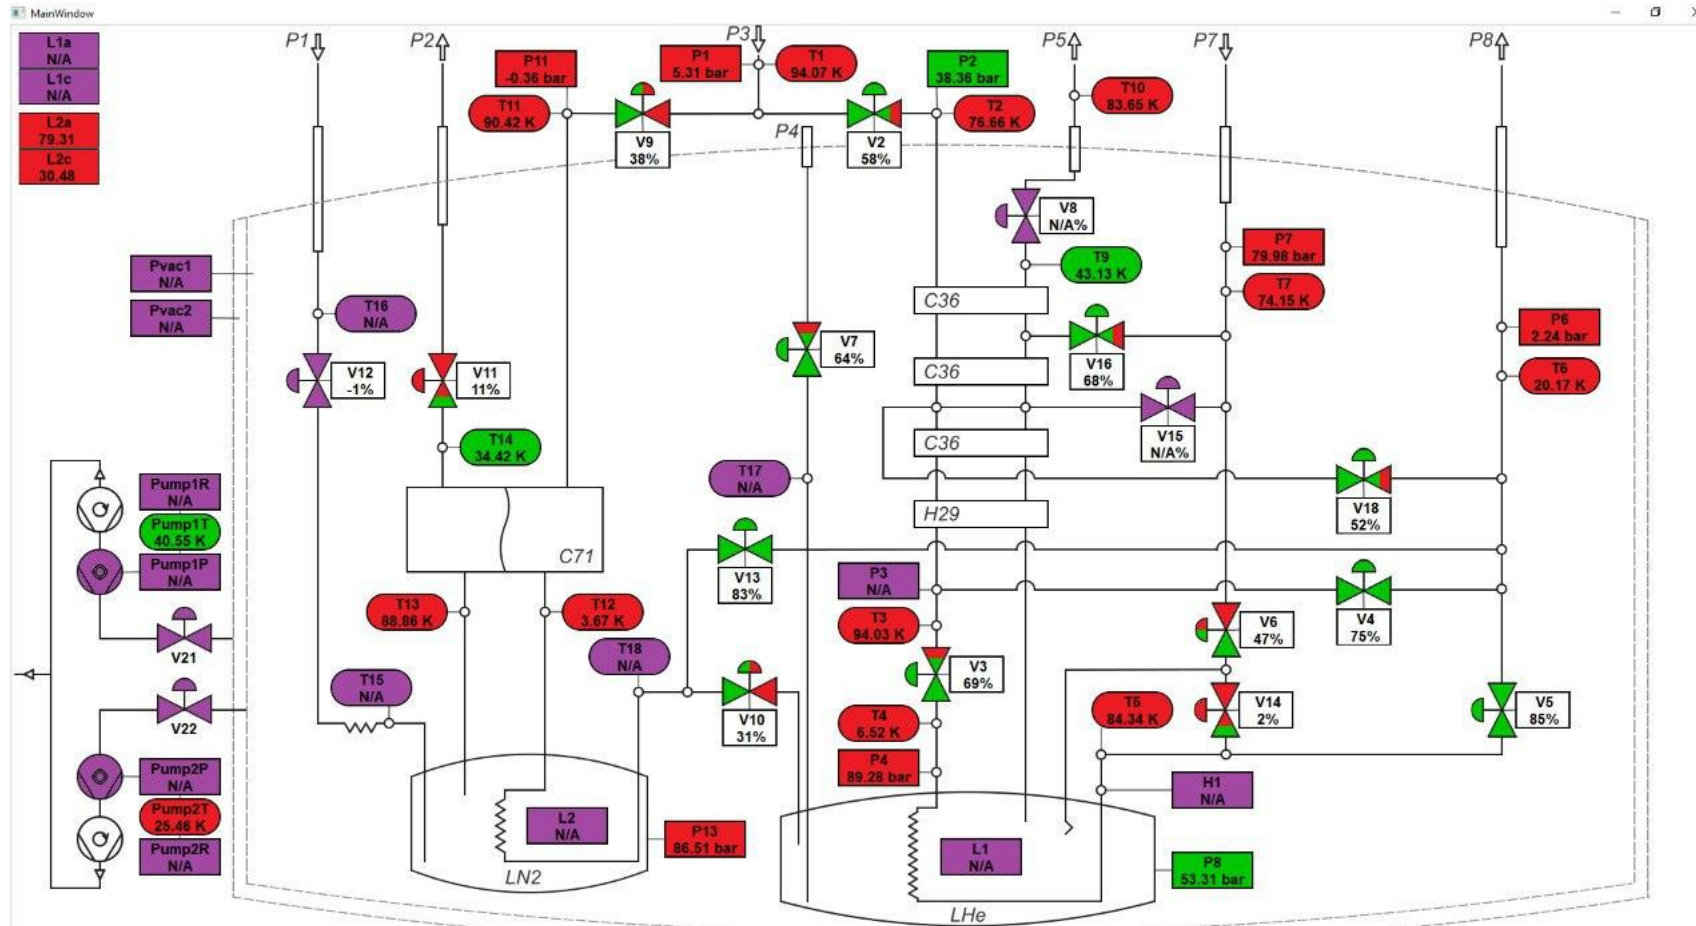 MainWindow
L1a
N/A
L1c
N/A
L2a
79.31
L2c
30.48
P1
P2
P11
-0.36 bar
T11
90.42 K
V9
38%
P1
5.31 bar
P3
T1
94.07 K
V2
58%
P2
38.36 bar
T2
76.66 K
P4
P5
T10
83.65 K
P7
P8
V8
N/A%
T9
43.13 K
P7
79.98 bar
T7
74.15 K
P6
2.24 bar
T6
20.17 K
Pvac1
N/A
Pvac2
N/A
T16
N/A
V12
-1%
V11
11%
T14
34.42 K
V7
64%
C36
C36
C36
H29
V16
68%
V15
N/A%
V18
52%
T17
N/A
Pump1R
N/A
Pump1T
40.55 K
Pump1P
N/A
V21
V22
Pump2P
N/A
Pump2T
25.46 K
Pump2R
N/A
C71
T13
88.86 K
T12
3.67 K
V13
83%
P3
N/A
T3
94.03 K
V4
75%
V6
47%
T18
N/A
T15
N/A
V10
31%
V3
69%
T4
6.52 K
P4
89.28 bar
T5
84.34 K
V14
2%
V5
85%
H1
N/A
L2
N/A
LN2
P13
86.51 bar
L1
N/A
LHe
P8
53.31 bar